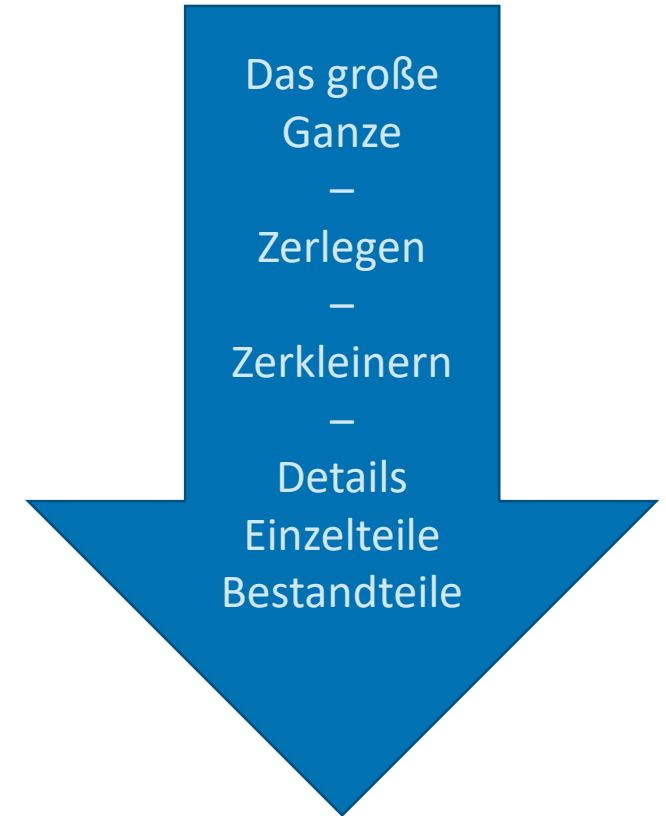 Das große
Ganze
–
Zerlegen
–
Zerkleinern
–
Details
Einzelteile
Bestandteile